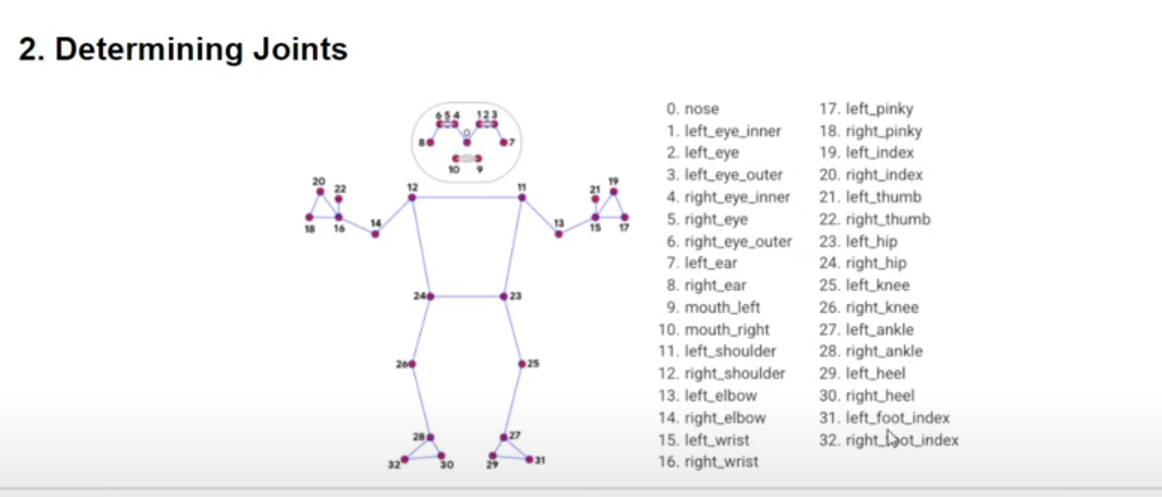 2. Determining Joints
6 5 4 1 2 3
0
8 7
10 9
20 22 12 11 21 19
18 16 14 13 15 17
24 23
26 25
28 27
32 30 29 31
0. nose
1. left_eye_inner
2. left_eye
3. left_eye_outer
4. right_eye_inner
5. right_eye
6. right_eye_outer
7. left_ear
8. right_ear
9. mouth_left
10. mouth_right
11. left_shoulder
12. right_shoulder
13. left_elbow
14. right_elbow
15. left_wrist
16. right_wrist
17. left_pinky
18. right_pinky
19. left_index
20. right_index
21. left_thumb
22. right_thumb
23. left_hip
24. right_hip
25. left_knee
26. right_knee
27. left_ankle
28. right_ankle
29. left_heel
30. right_heel
31. left_foot_index
32. right_foot_index